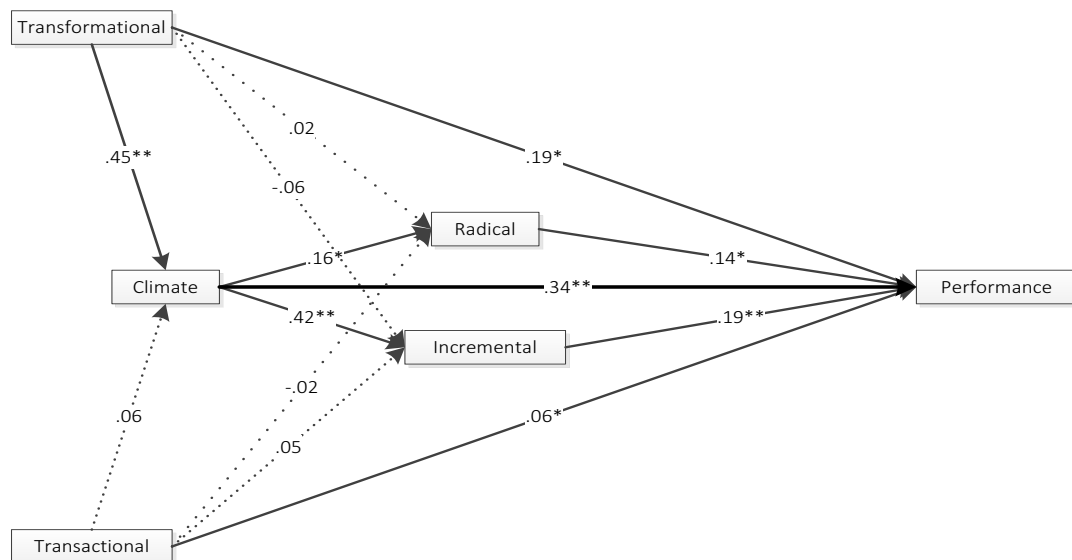 Transformational
.02
.45**
.19*
-.06
Radical
.16*
.14*
Climate
.34**
Performance
.42**
.19**
Incremental
-.02
.06
.06*
.05
Transactional